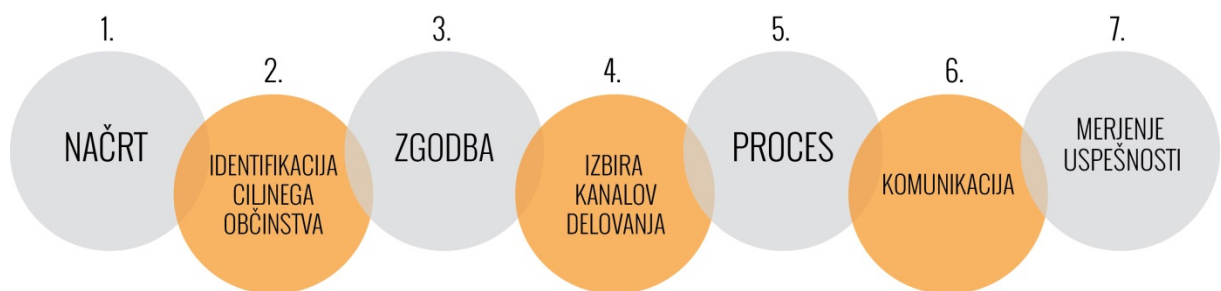 1.
NAČRT
2.
IDENTIFIKACIJA
CILJNEGA
OBČINSTVA
3.
ZGODBA
4.
IZBIRA
KANALOV
DELOVANJA
5.
PROCES
6.
KOMUNIKACIJA
7.
MERJENJE
USPEŠNOSTI